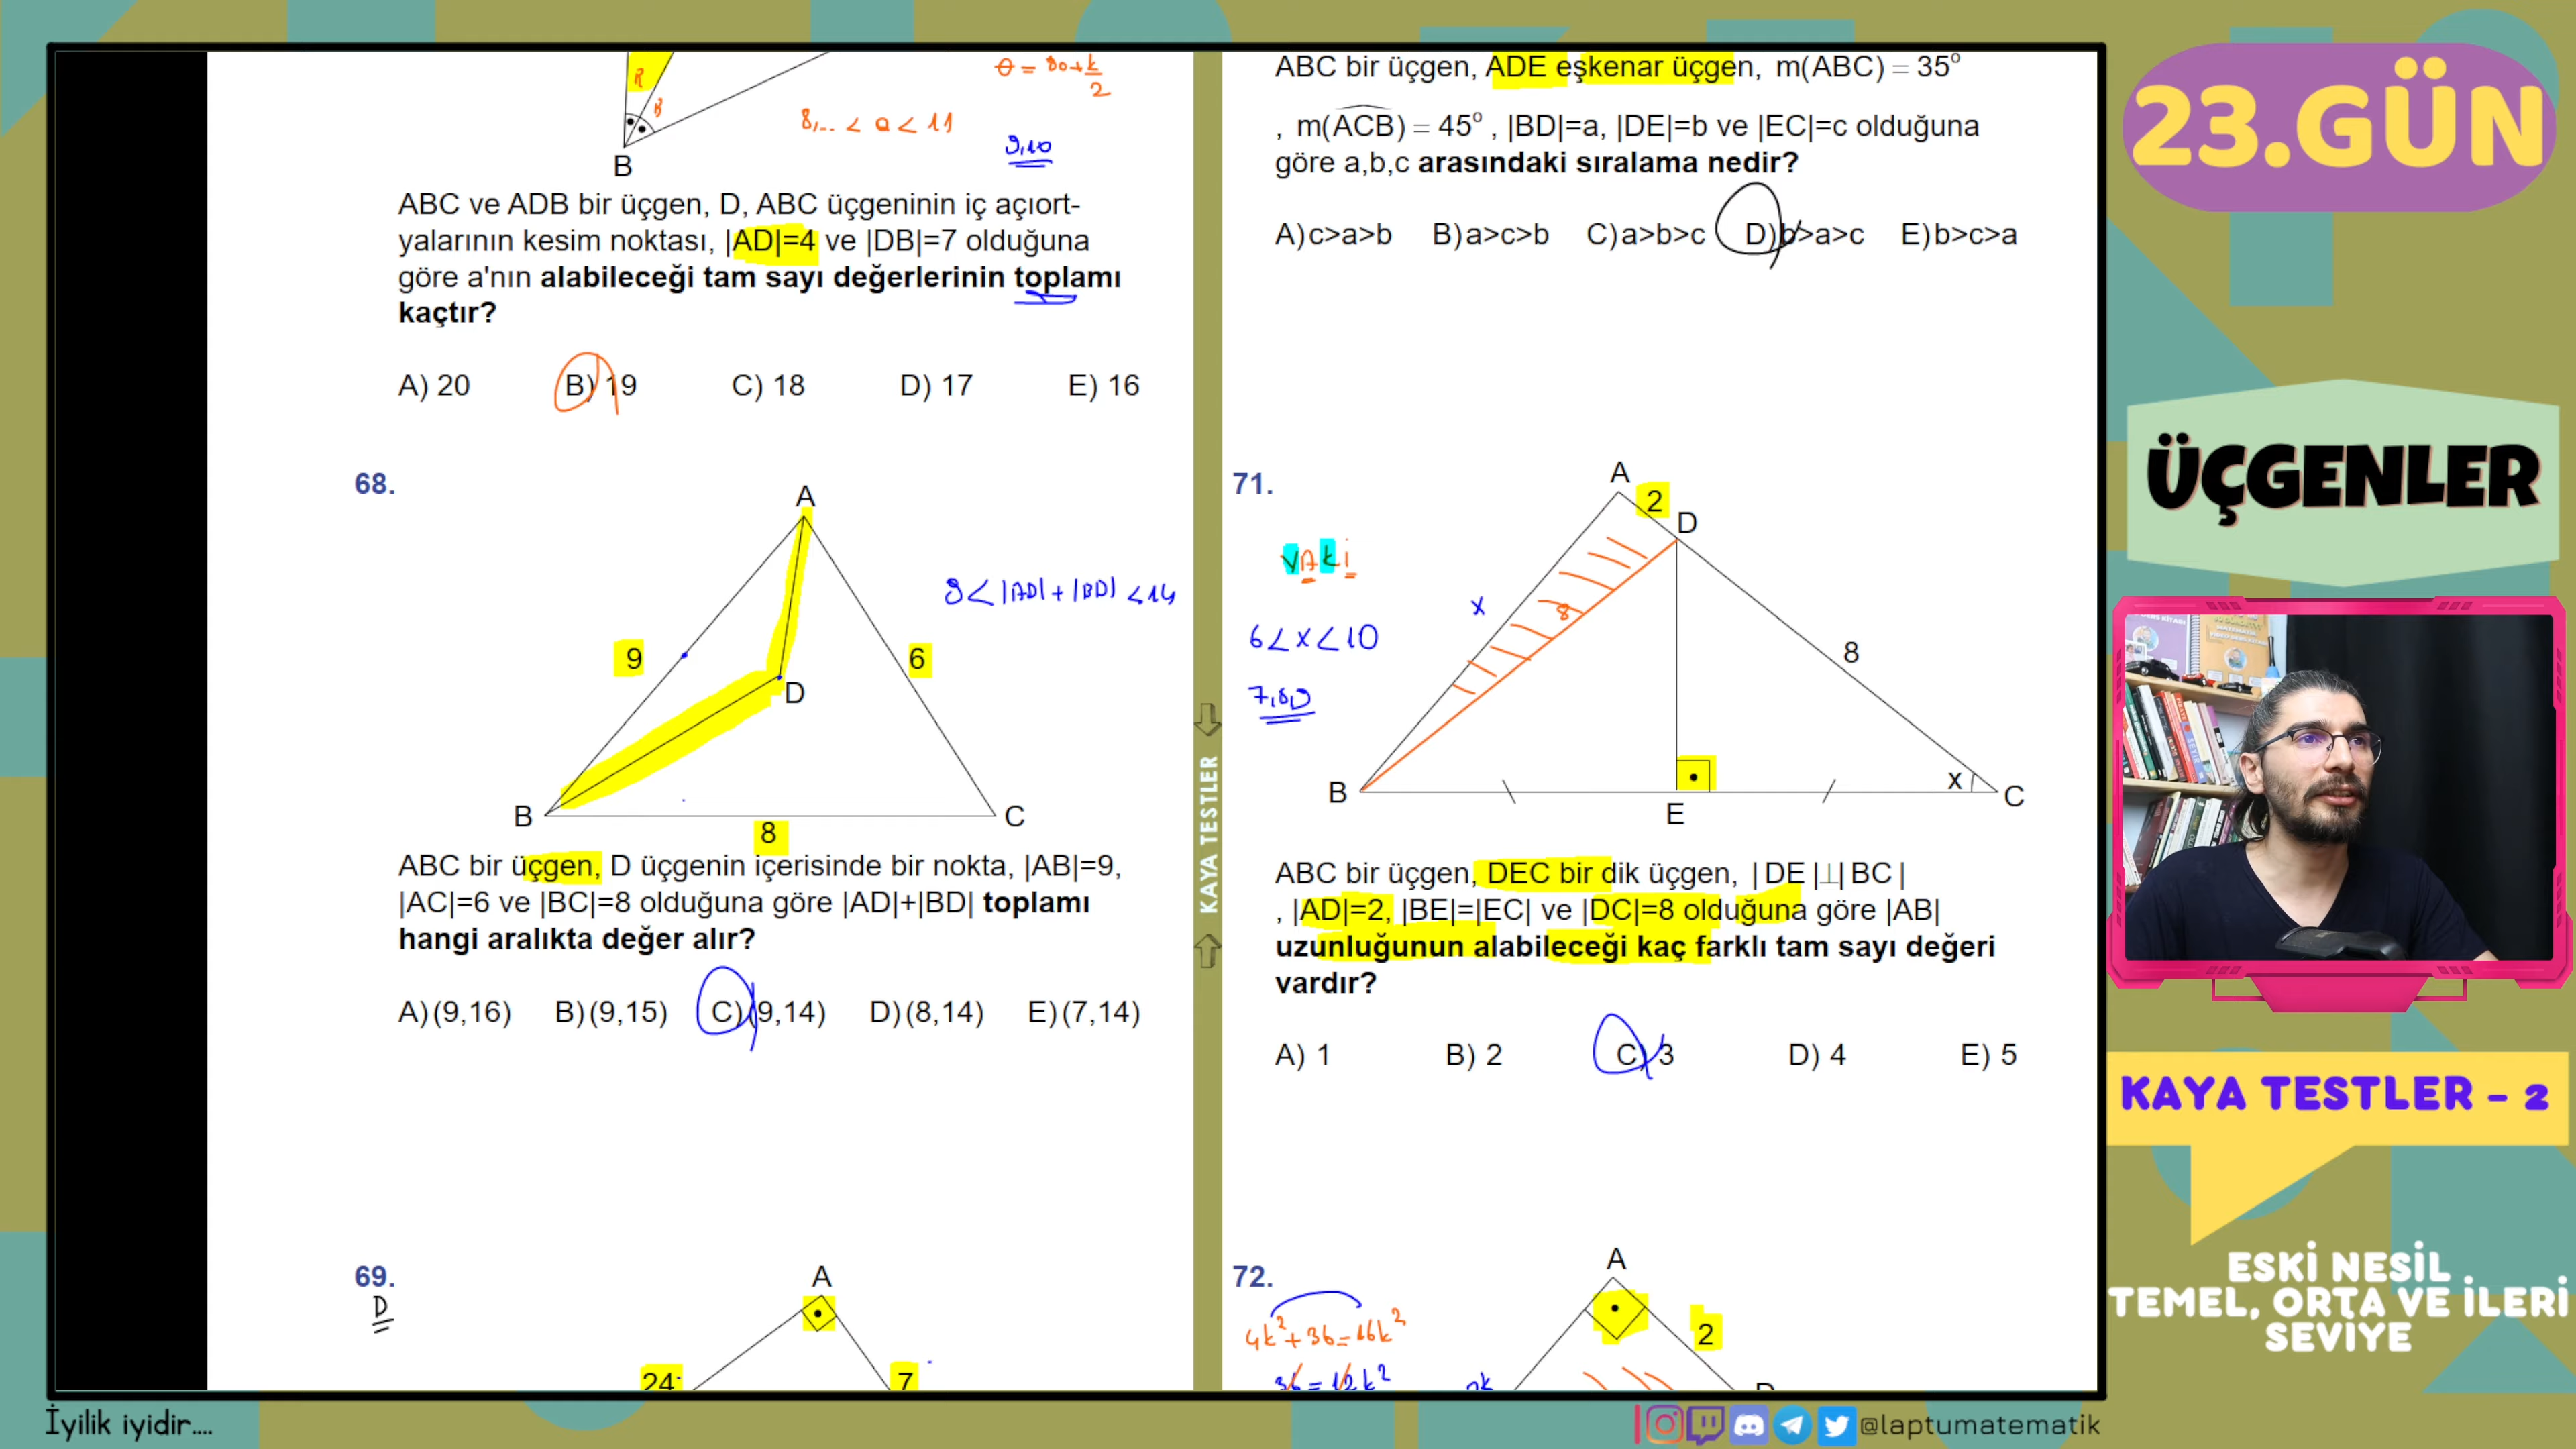 R
B
B
θ = 90+k/2
8,... < a < 11
9,10
ABC ve ADB bir üçgen, D, ABC üçgeninin iç açıort-
yalarının kesim noktası, |AD|=4 ve |DB|=7 olduğuna
göre a'nın alabileceği tam sayı değerlerinin toplamı
kaçtır?
A) 20 B) 19 C) 18 D) 17 E) 16
68.
A
9
6
D
B
C
8
9<|AD|+|BD|<14
ABC bir üçgen, D üçgenin içerisinde bir nokta, |AB|=9,
|AC|=6 ve |BC|=8 olduğuna göre |AD|+|BD| toplamı
hangi aralıkta değer alır?
A)(9,16) B)(9,15) C)(9,14) D)(8,14) E)(7,14)
69.
D
A
24
7
KAYA TESTLER
ABC bir üçgen, ADE eşkenar üçgen, m(ABC) = 35°
, m(ACB) = 45° , |BD|=a, |DE|=b ve |EC|=c olduğuna
göre a,b,c arasındaki sıralama nedir?
A)c>a>b B)a>c>b C)a>b>c D)b>a>c E)b>c>a
71.
A
2
D
x
8
8
B
E
x
C
6<x<10
7,8,9
ABC bir üçgen, DEC bir dik üçgen, |DE|⊥|BC|
, |AD|=2, |BE|=|EC| ve |DC|=8 olduğuna göre |AB|
uzunluğunun alabileceği kaç farklı tam sayı değeri
vardır?
A) 1 B) 2 C) 3 D) 4 E) 5
72.
A
2
4k²+36=16k²
36=12k²
2k
D
23.GÜN
ÜÇGENLER
KAYA TESTLER - 2
ESKİ NESİL
TEMEL, ORTA VE İLERİ
SEVİYE
İyilik iyidir....
@laptumatematik